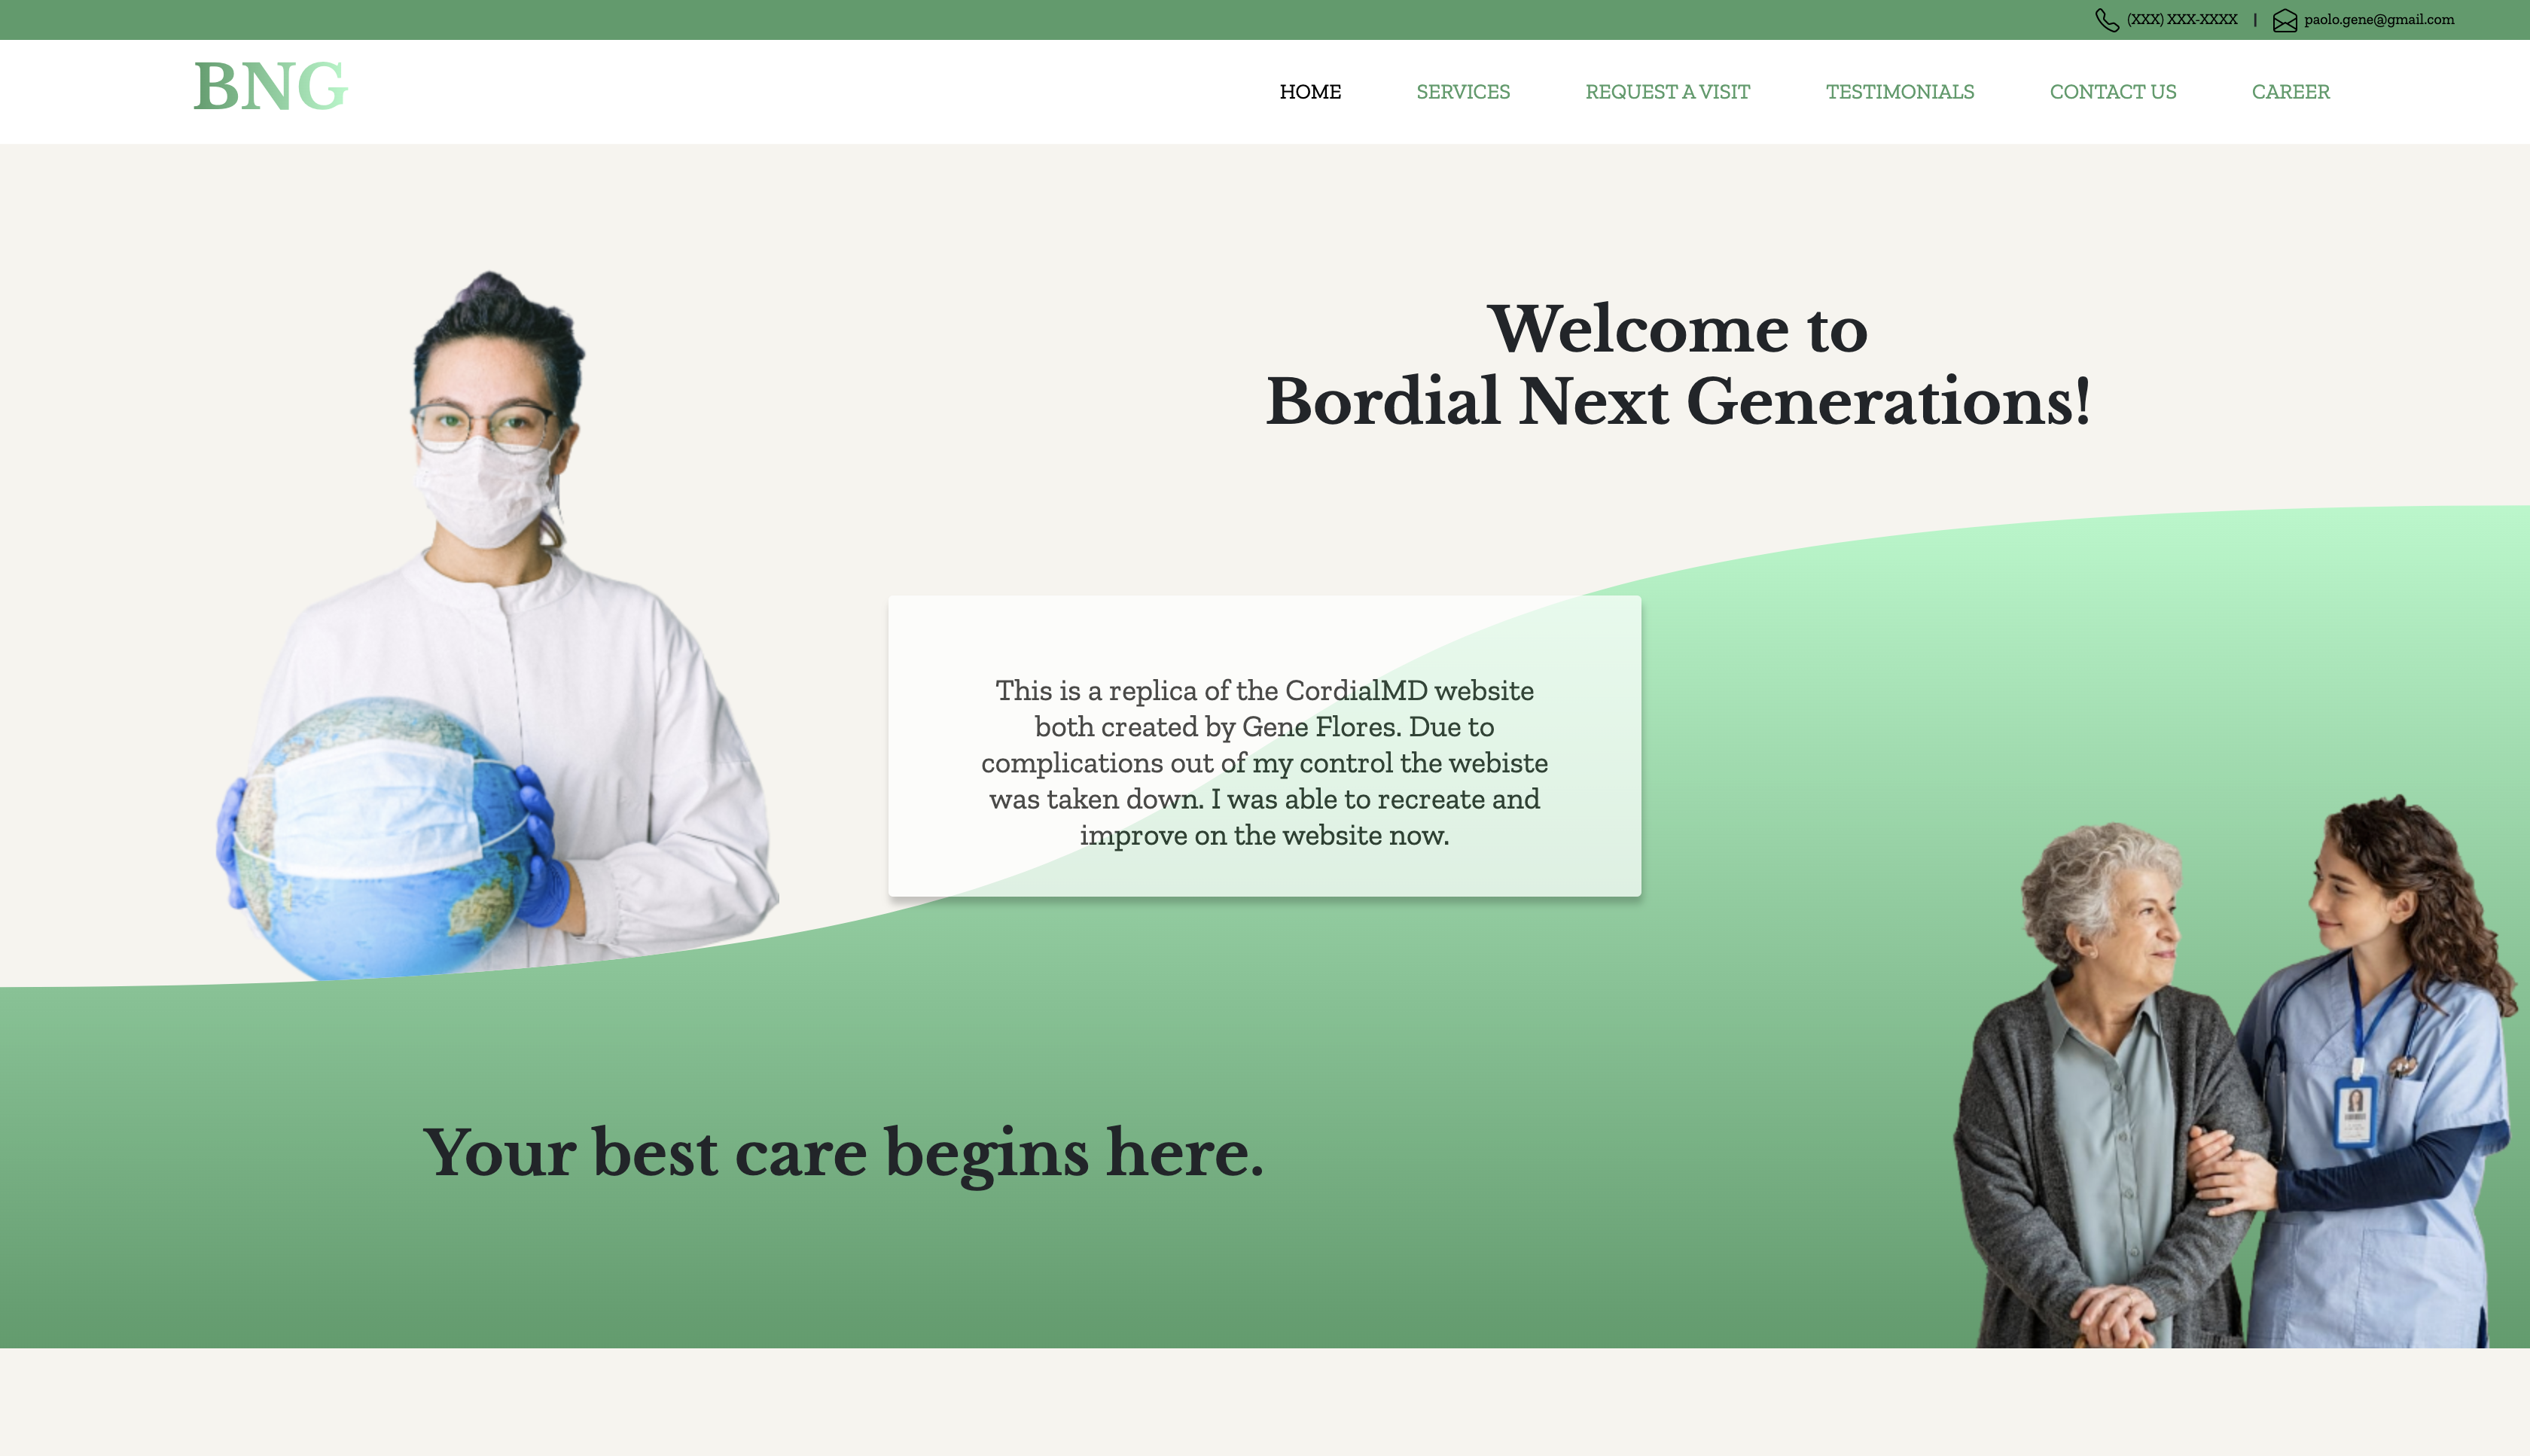 (XXX) XXX-XXXX | paolo.gene@gmail.com
BNG
HOME SERVICES REQUEST A VISIT TESTIMONIALS CONTACT US CAREER
Welcome to
Bordial Next Generations!
This is a replica of the CordialMD website
both created by Gene Flores. Due to
complications out of my control the webiste
was taken down. I was able to recreate and
improve on the website now.
Your best care begins here.